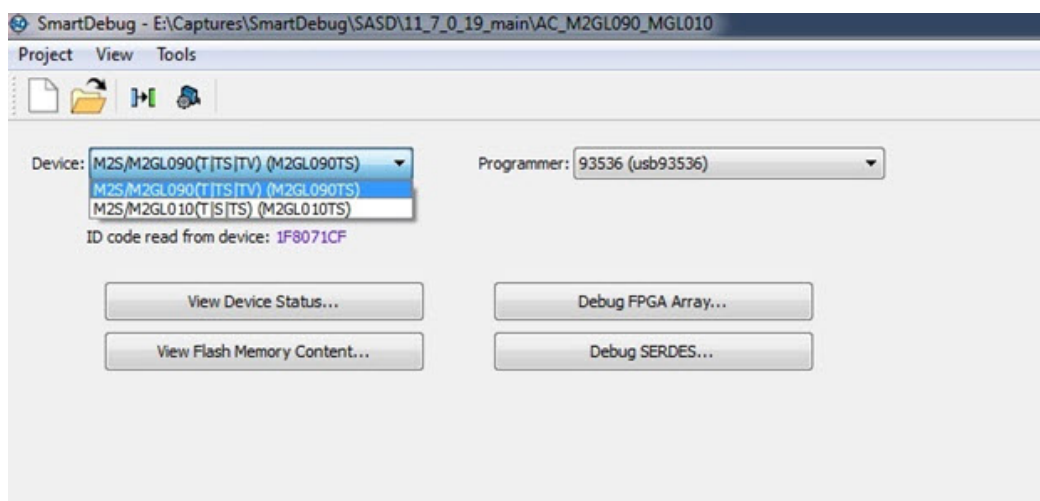 SmartDebug - E:\Captures\SmartDebug\SASD\11_7_0_19_main\AC_M2GL090_MGL010
Project View Tools
Device: M2S/M2GL090(T|TS|TV) (M2GL090TS) Programmer: 93536 (usb93536)
M2S/M2GL090(T|TS|TV) (M2GL090TS)
M2S/M2GL010(T|S|TS) (M2GL010TS)
ID code read from device: 1F8071CF
View Device Status... Debug FPGA Array...
View Flash Memory Content... Debug SERDES...